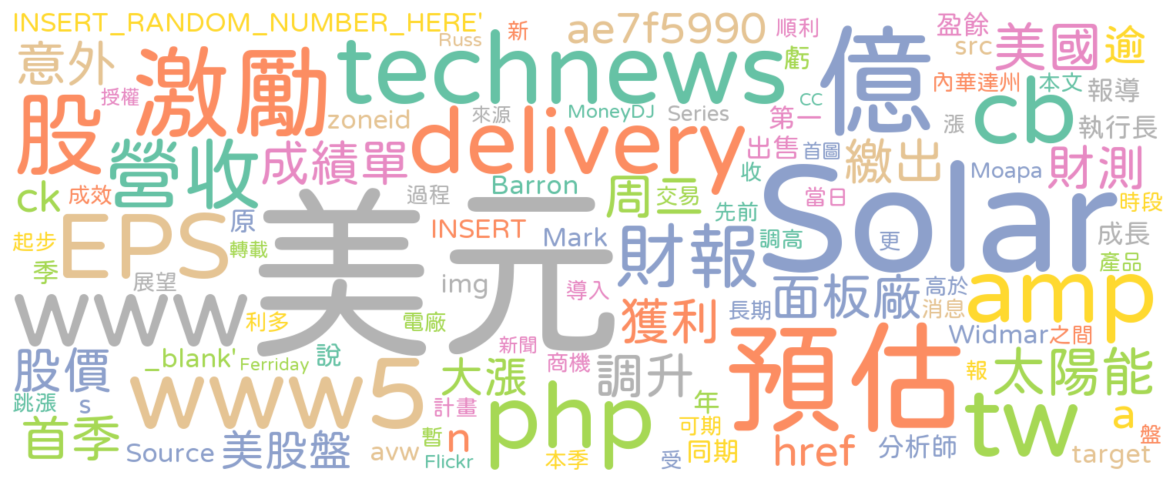 INSERT_RANDOM_NUMBER_HERE'
Russ
新
ae7f5990
順利
盈餘
src
美國
逾
意外
激勵
technews
虧
億
內華達州
本文
報導
股
授權
zoneid
來源
MoneyDJ
Series
cc
第一
cb
漲
執行長
營收
成績單
delivery
出售
首圖
繳出
Moapa
財測
ck
成效
過程
Barron
周三
交易
收
當日
Solar
時段
EPS
原
美元
INSERT
Mark
財報
先前
調高
更
成長
起步
轉載
季
展望
img
導入
長期
面板廠
高於
消息
產品
amp
www
利多
電廠
獲利
預估
Widmar
之間
股價
_blank'
Ferriday
說
新聞
商機
大漲
調升
報
太陽能
跳漲
s
www5
計畫
php
年
可期
tw
a
盤
首季
Source
美股盤
avw
暫
n
Flickr
本季
受
同期
href
分析師
target